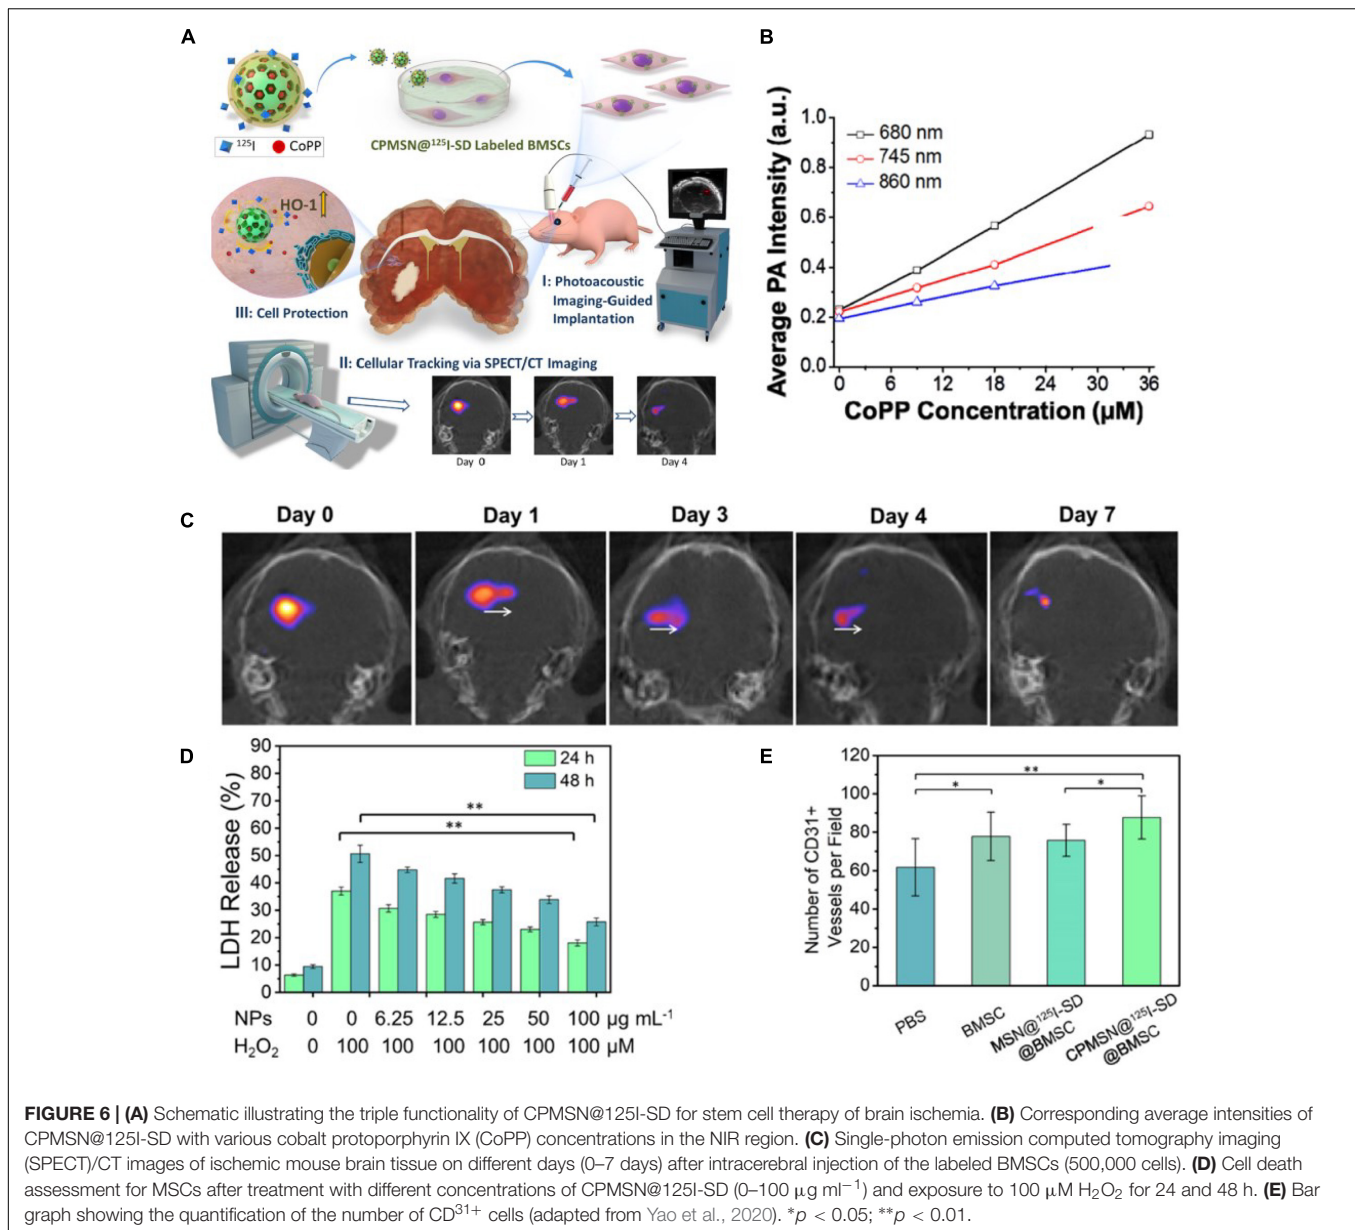 A
¹²⁵I
CoPP
CPMSN@¹²⁵I-SD Labeled BMSCs
HO-1
I: Photoacoustic
Imaging-Guided
Implantation
III: Cell Protection
II: Cellular Tracking via SPECT/CT Imaging
Day 0
Day 1
Day 4
B
Average PA Intensity (a.u.)
1.0
0.8
0.6
0.4
0.2
0.0
680 nm
745 nm
860 nm
0 6 12 18 24 30 36
CoPP Concentration (µM)
C
Day 0 Day 1 Day 3 Day 4 Day 7
D
LDH Release (%)
90
80
70
60
50
40
30
20
10
0
24 h
48 h
**
**
NPs 0 0 6.25 12.5 25 50 100 µg mL⁻¹
H₂O₂ 0 100 100 100 100 100 100 µM
E
Number of CD31+
Vessels per Field
120
100
80
60
40
20
0
**
* *
PBS
BMSC
MSN@¹²⁵I-SD
@BMSC
CPMSN@¹²⁵I-SD
@BMSC
FIGURE 6 | (A) Schematic illustrating the triple functionality of CPMSN@125I-SD for stem cell therapy of brain ischemia. (B) Corresponding average intensities of
CPMSN@125I-SD with various cobalt protoporphyrin IX (CoPP) concentrations in the NIR region. (C) Single-photon emission computed tomography imaging
(SPECT)/CT images of ischemic mouse brain tissue on different days (0–7 days) after intracerebral injection of the labeled BMSCs (500,000 cells). (D) Cell death
assessment for MSCs after treatment with different concentrations of CPMSN@125I-SD (0–100 µg ml⁻¹) and exposure to 100 µM H₂O₂ for 24 and 48 h. (E) Bar
graph showing the quantification of the number of CD³¹⁺ cells (adapted from Yao et al., 2020). *p < 0.05; **p < 0.01.